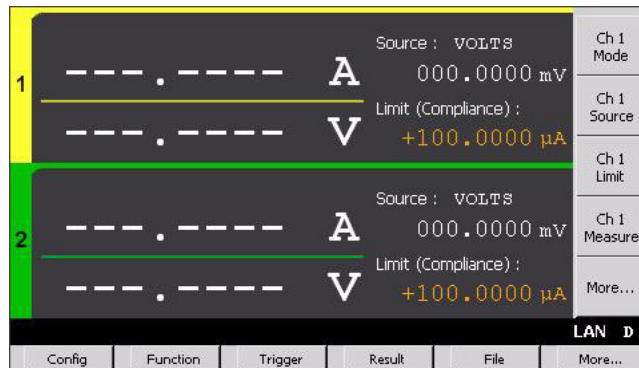 1
---.---- A
---.---- V
Source : VOLTS
000.0000 mV
Limit (Compliance) :
+100.0000 µA
2
---.---- A
---.---- V
Source : VOLTS
000.0000 mV
Limit (Compliance) :
+100.0000 µA
Ch 1
Mode
Ch 1
Source
Ch 1
Limit
Ch 1
Measure
More...
LAN D
Config Function Trigger Result File More...